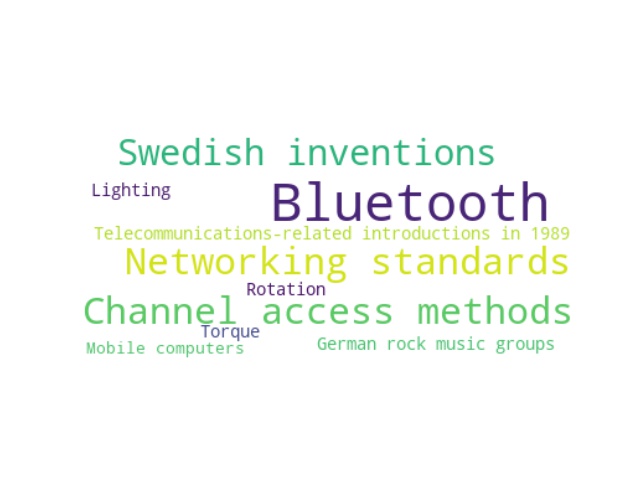 Swedish inventions
Lighting
Bluetooth
Telecommunications-related introductions in 1989
Networking standards
Rotation
Channel access methods
Torque
Mobile computers
German rock music groups